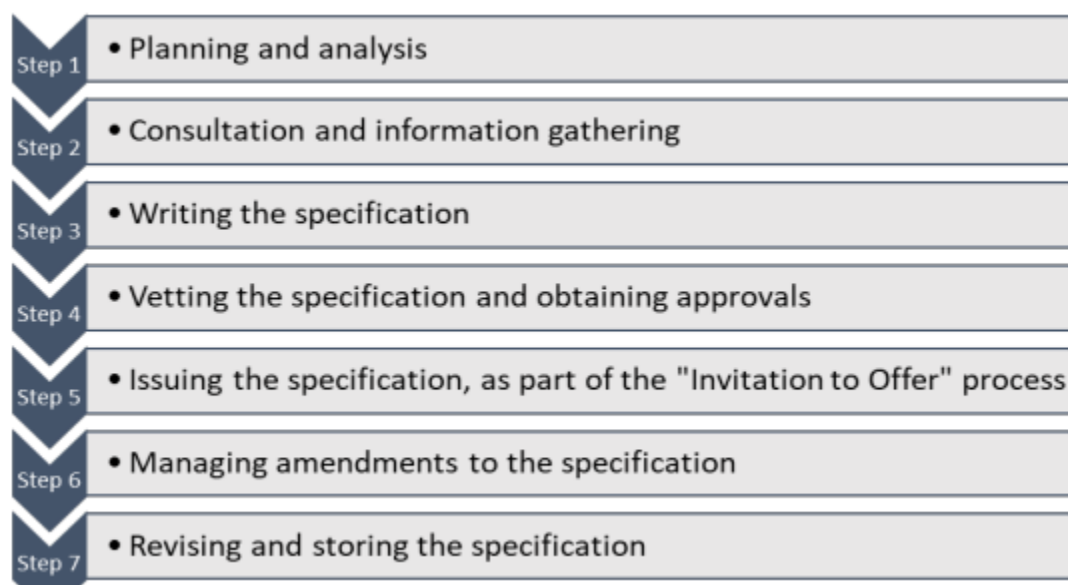 Step 1
• Planning and analysis
Step 2
• Consultation and information gathering
Step 3
• Writing the specification
Step 4
• Vetting the specification and obtaining approvals
Step 5
• Issuing the specification, as part of the "Invitation to Offer" process
Step 6
• Managing amendments to the specification
Step 7
• Revising and storing the specification